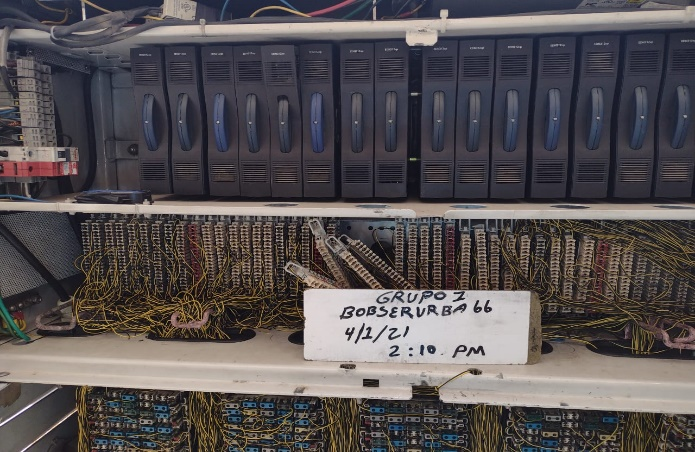 GRUPO 1
BOBSERURBA 66
4/1/21
2:10 PM